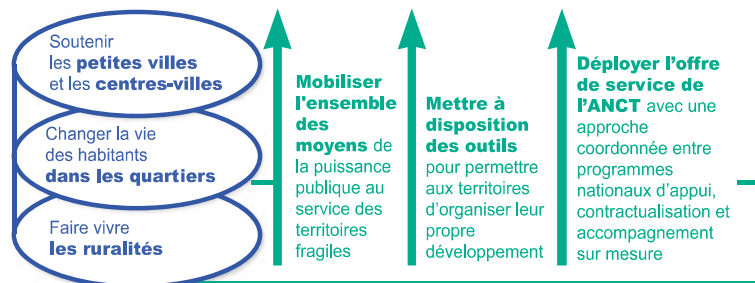 Soutenir
les petites villes
et les centres-villes
Changer la vie
des habitants
dans les quartiers
Faire vivre
les ruralités
Mobiliser
l'ensemble
des
moyens de
la puissance
publique au
service des
territoires
fragiles
Mettre à
disposition
des outils
pour permettre
aux territoires
d’organiser leur
propre
développement
Déployer l’offre
de service de
l’ANCT avec une
approche
coordonnée entre
programmes
nationaux d’appui,
contractualisation et
accompagnement
sur mesure